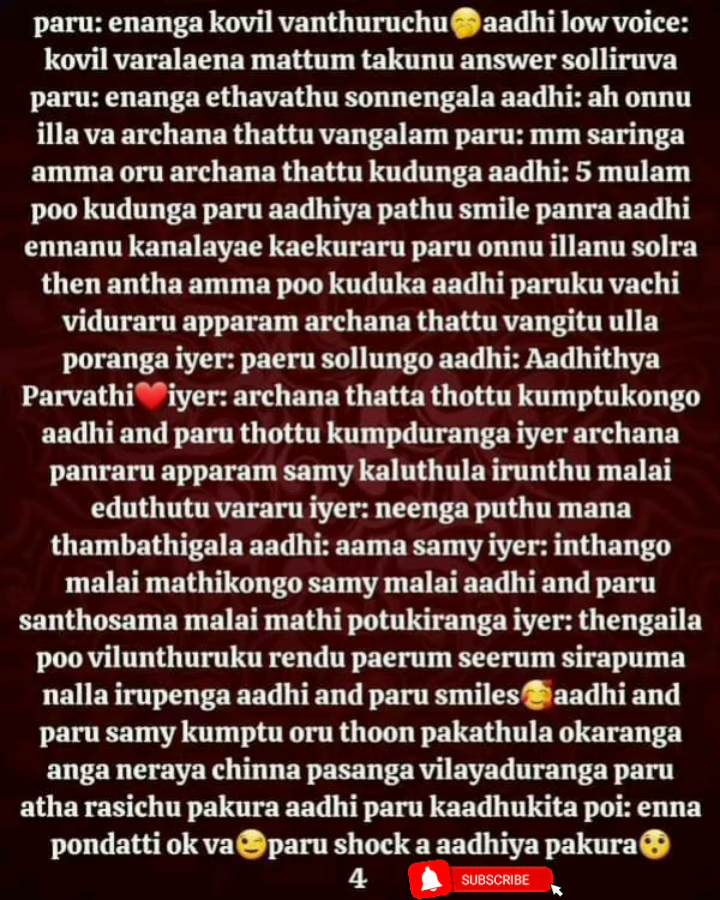 paru: enanga kovil vanthuruchu🤭aadhi low voice:
kovil varalaena mattum takunu answer solliruva
paru: enanga ethavathu sonnengala aadhi: ah onnu
illa va archana thattu vangalam paru: mm saringa
amma oru archana thattu kudunga aadhi: 5 mulam
poo kudunga paru aadhiya pathu smile panra aadhi
ennanu kanalayae kaekuraru paru onnu illanu solra
then antha amma poo kuduka aadhi paruku vachi
viduraru apparam archana thattu vangitu ulla
poranga iyer: paeru sollungo aadhi: Aadhithya
Parvathi❤️iyer: archana thatta thottu kumptukongo
aadhi and paru thottu kumpduranga iyer archana
panraru apparam samy kaluthula irunthu malai
eduthutu vararu iyer: neenga puthu mana
thambathigala aadhi: aama samy iyer: inthango
malai mathikongo samy malai aadhi and paru
santhosama malai mathi potukiranga iyer: thengaila
poo vilunthuruku rendu paerum seerum sirapuma
nalla irupenga aadhi and paru smiles🥰aadhi and
paru samy kumptu oru thoon pakathula okaranga
anga neraya chinna pasanga vilayaduranga paru
atha rasichu pakura aadhi paru kaadhukita poi: enna
pondatti ok va😉paru shock a aadhiya pakura😯
4
SUBSCRIBE